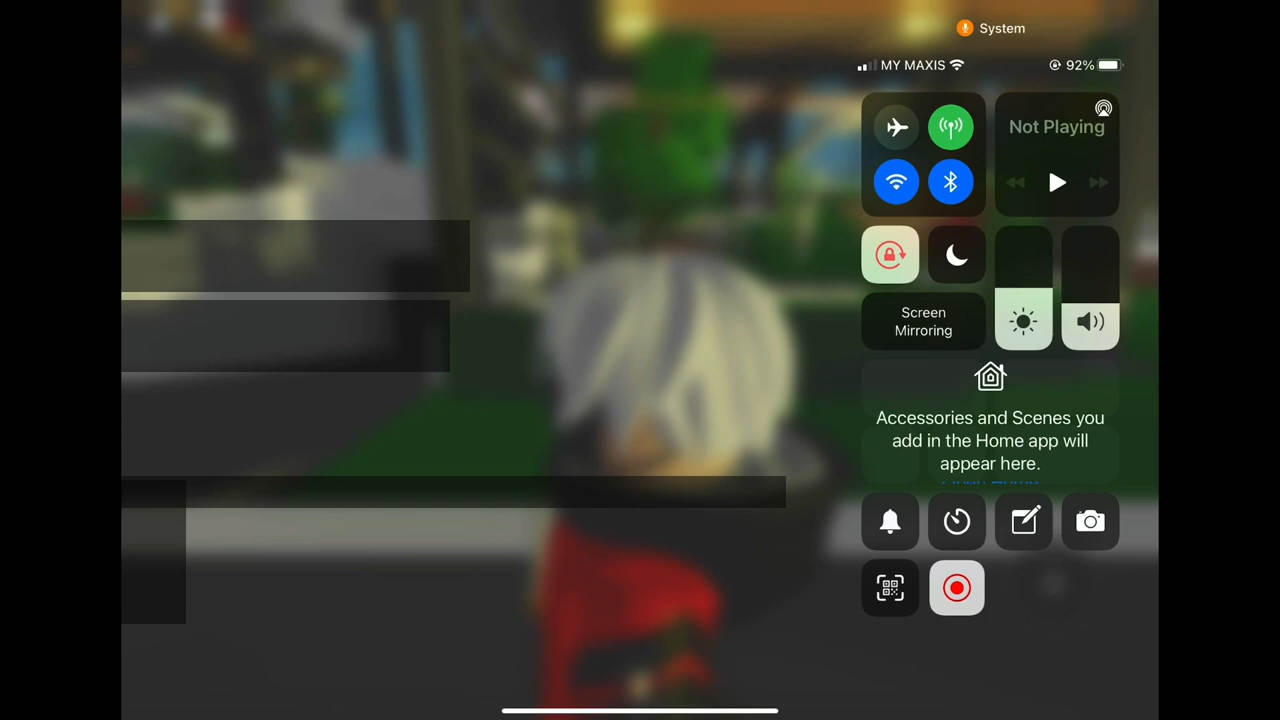 System
MY MAXIS
92%
Not Playing
Screen
Mirroring
Accessories and Scenes you
add in the Home app will
appear here.